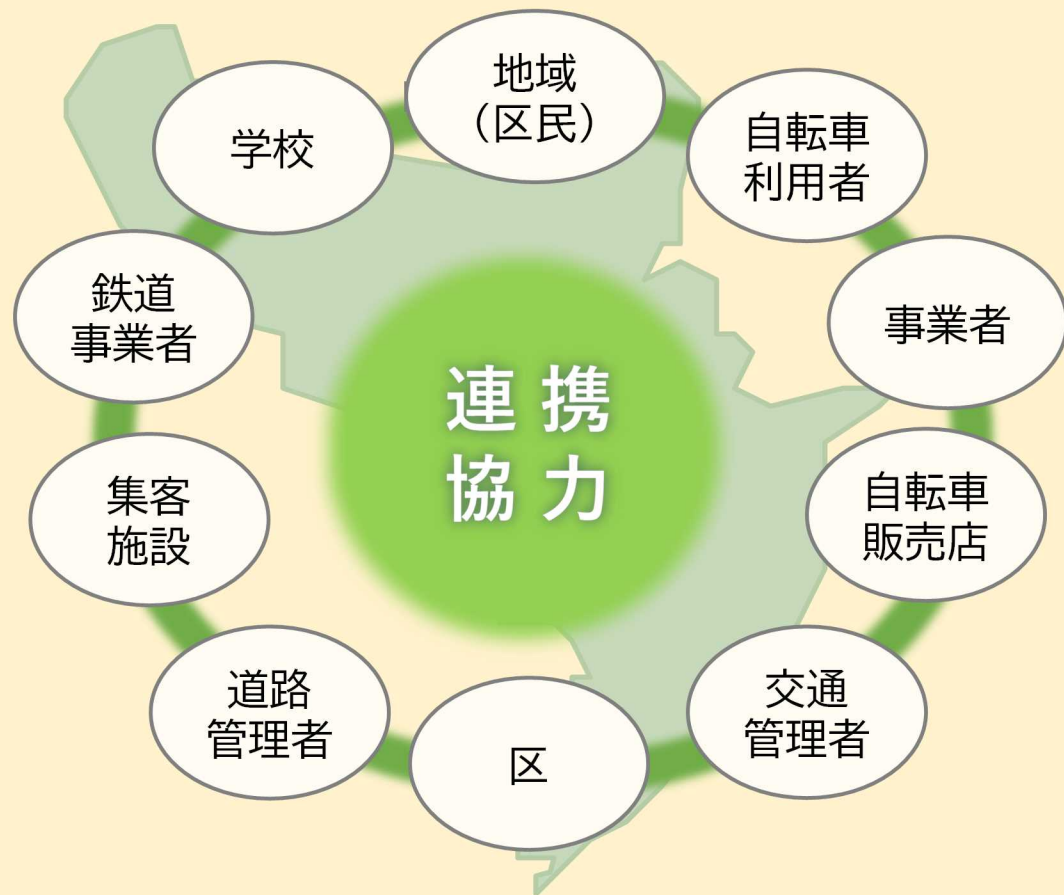 地域
（区民）
自転車
利用者
事業者
自転車
販売店
交通
管理者
区
道路
管理者
集客
施設
鉄道
事業者
学校
連携
協力